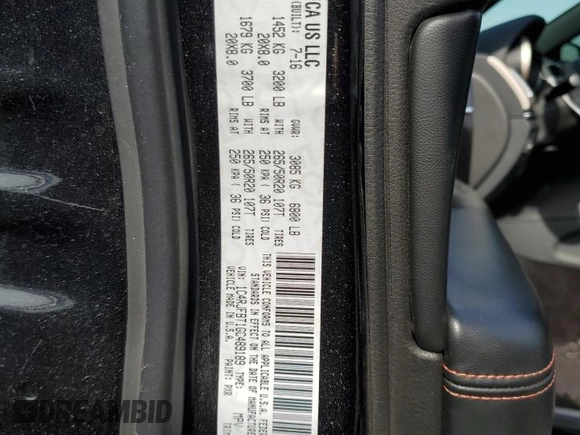 CA US LLC
(BUILT): 7-16 GVWR: 3085 KG 6800 LB
1452 KG 3200 LB WITH 265/50R20 107T TIRES
20X8.0 RIMS AT 250 KPA ( 36 PSI) COLD
1679 KG 3700 LB WITH 265/50R20 107T TIRES
20X8.0 RIMS AT 250 KPA ( 36 PSI) COLD
THIS VEHICLE CONFORMS TO ALL APPLICABLE U.S.A.
STANDARDS IN EFFECT ON THE DATE OF
VIN: 1C4RJFBT1GC489189 TYPE: MPV
VEHICLE MADE IN U.S.A. PAINT: PXR
DREAMBID